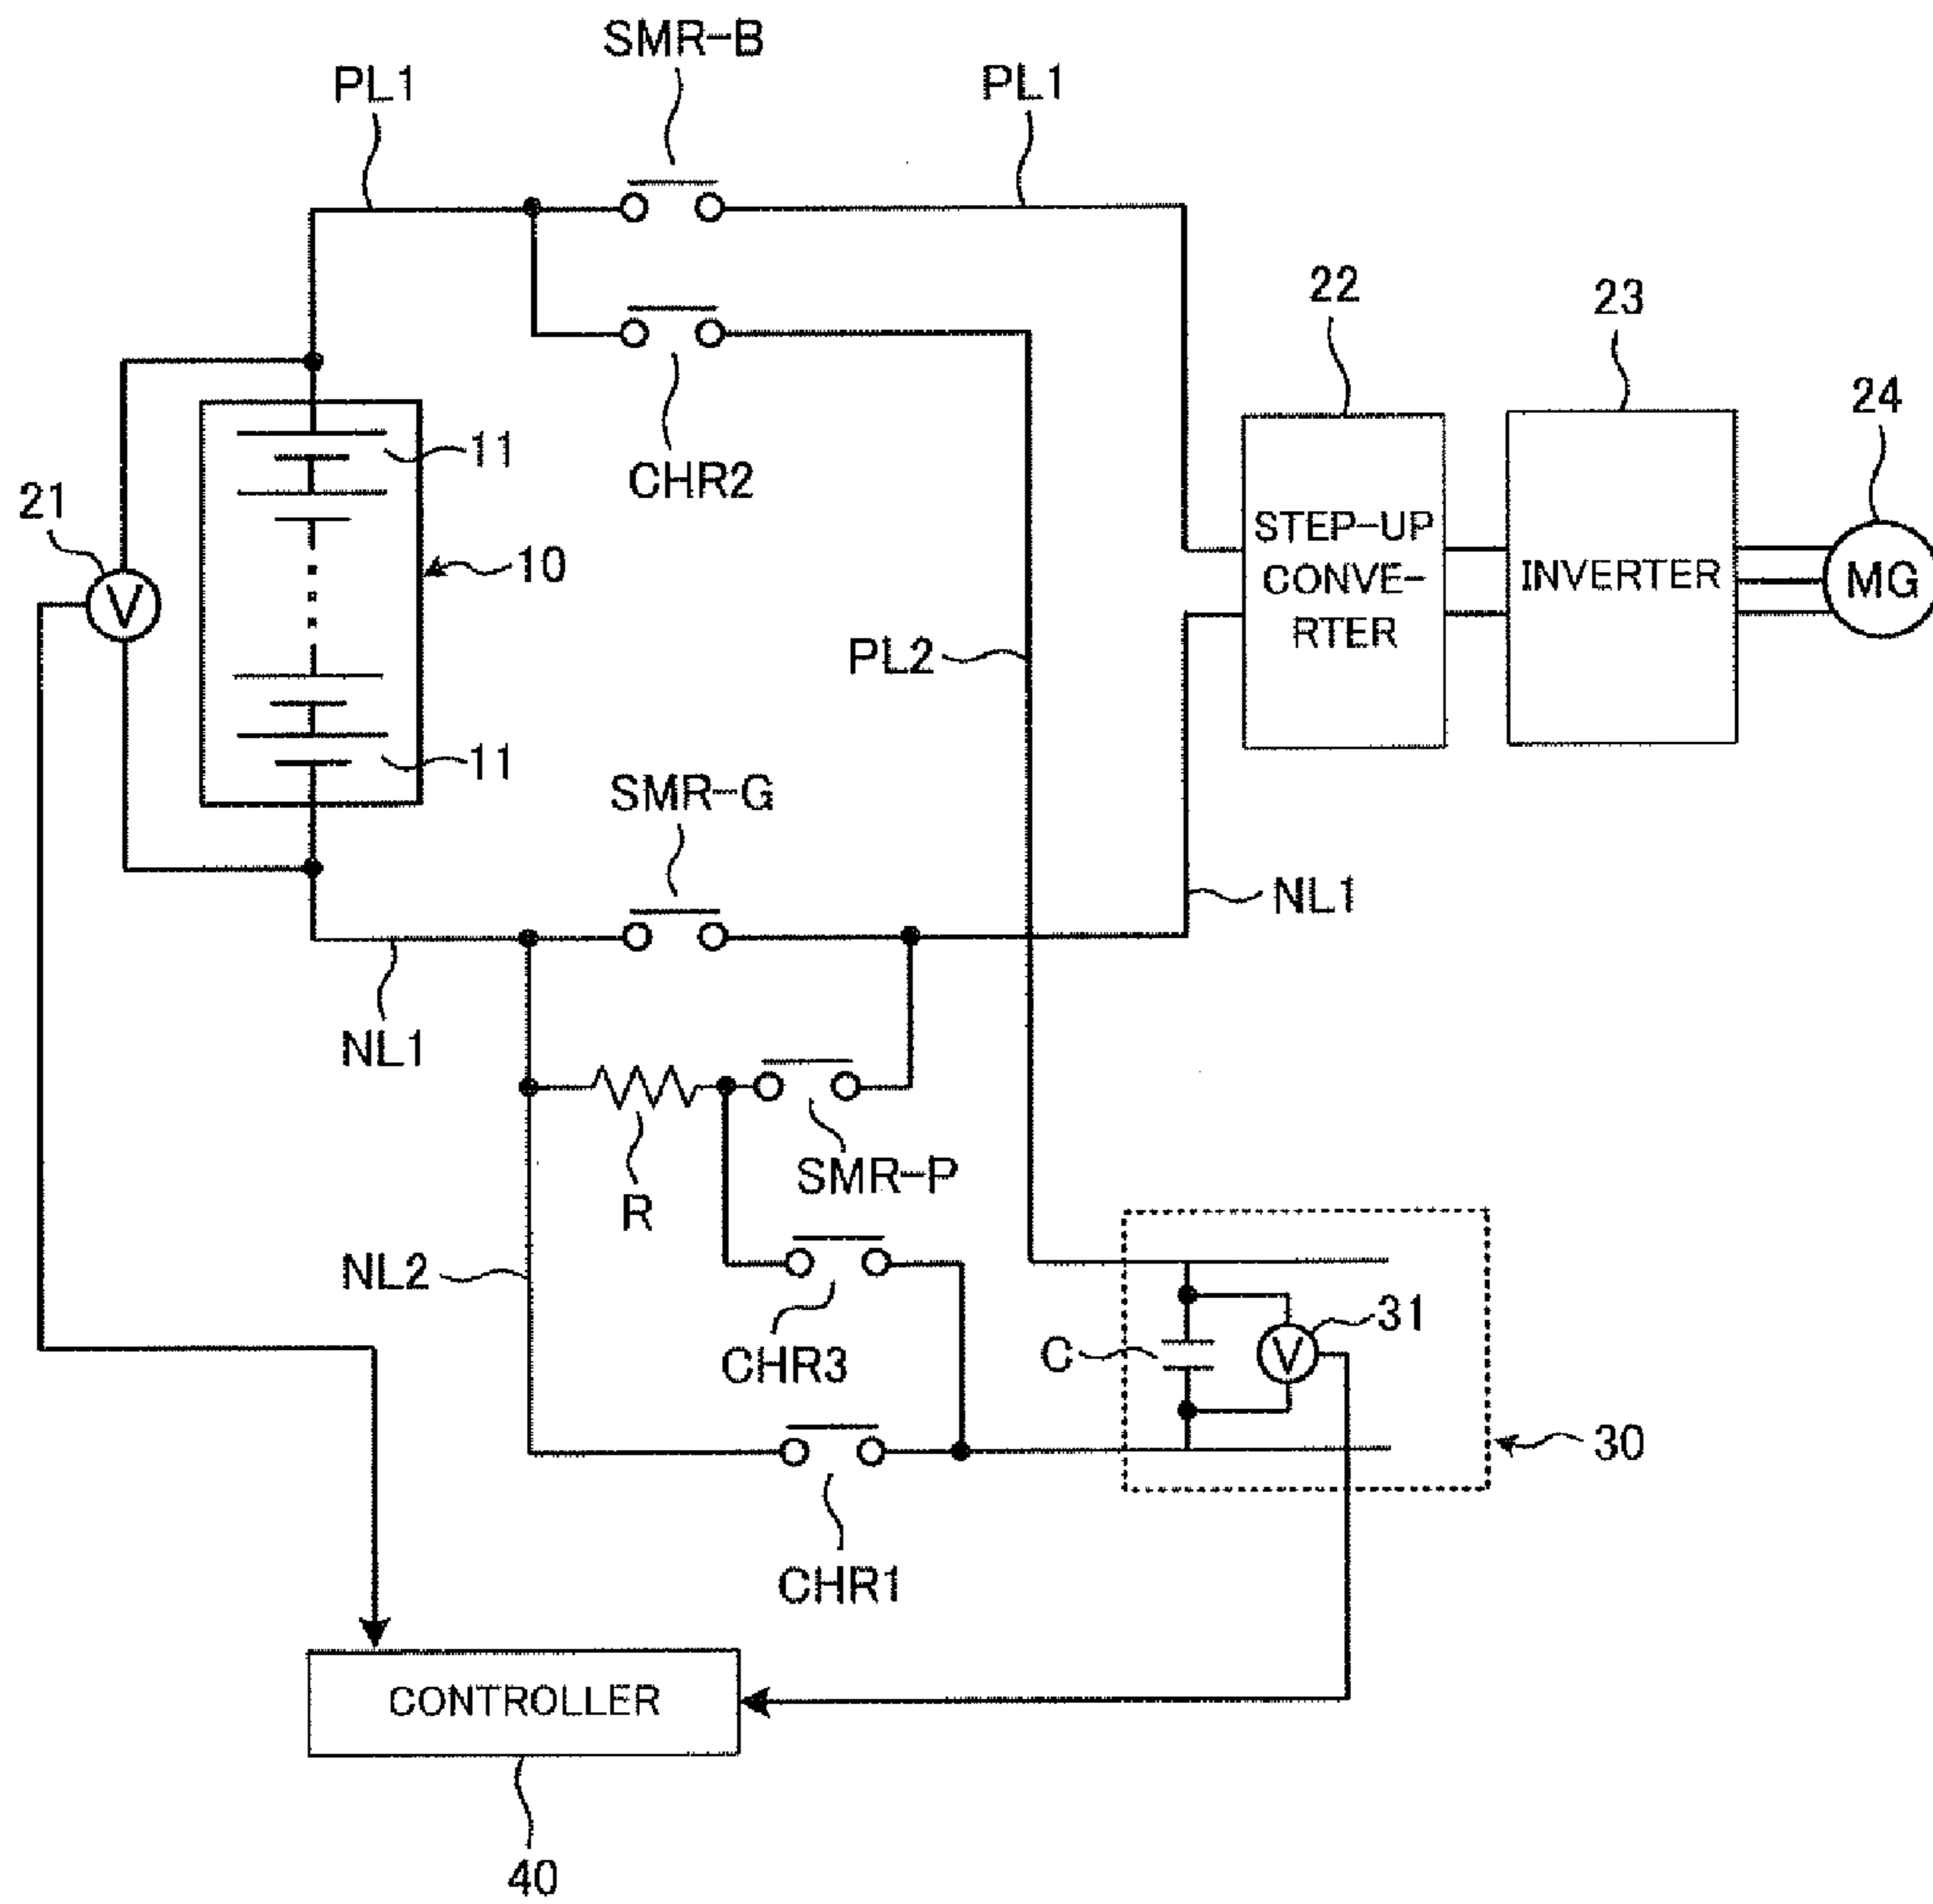 SMR-B
PL1
PL1
22
23
24
CHR2
11
21
10
STEP-UP
CONVE-
RTER
INVERTER
MG
V
PL2
11
SMR-G
NL1
NL1
SMR-P
R
NL2
31
C
V
CHR3
30
CHR1
CONTROLLER
40